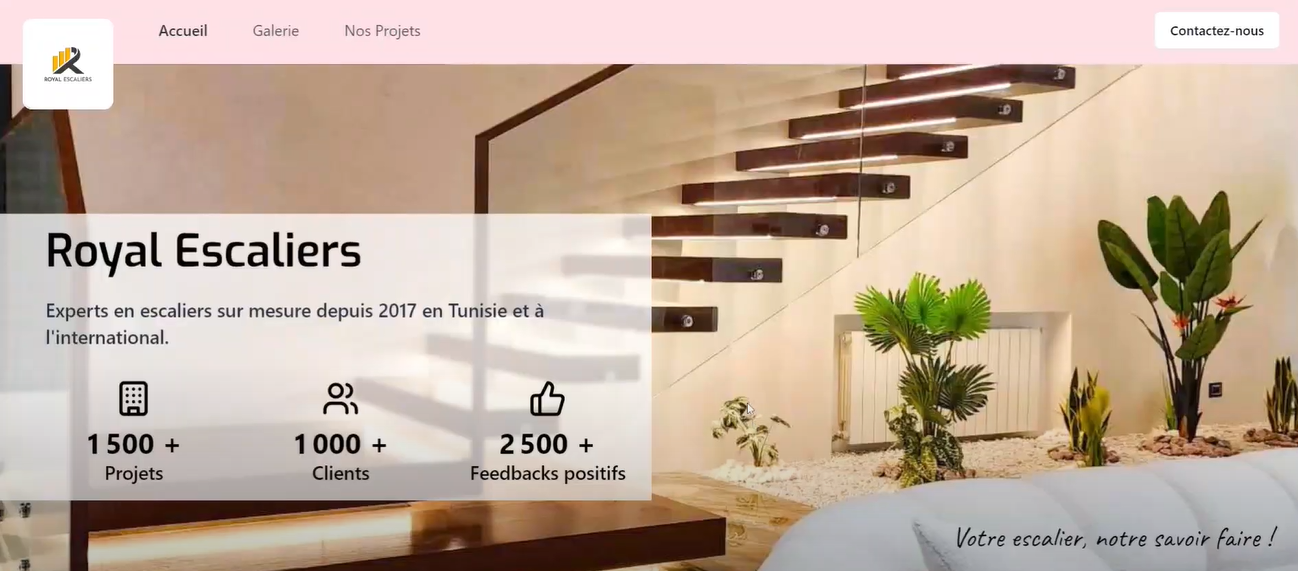 Accueil
Galerie
Nos Projets
Contactez-nous
ROYAL ESCALIERS
Royal Escaliers
Experts en escaliers sur mesure depuis 2017 en Tunisie et à
l'international.
1 500 +
Projets
1 000 +
Clients
2 500 +
Feedbacks positifs
Votre escalier, notre savoir faire !